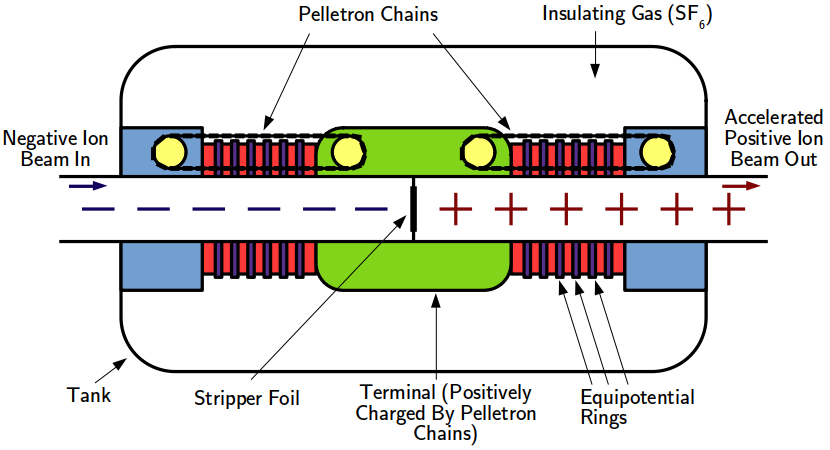 Pelletron Chains
Insulating Gas (SF₆)
Negative Ion
Beam In
Accelerated
Positive Ion
Beam Out
Tank
Stripper Foil
Terminal (Positively
Charged By Pelletron
Chains)
Equipotential
Rings